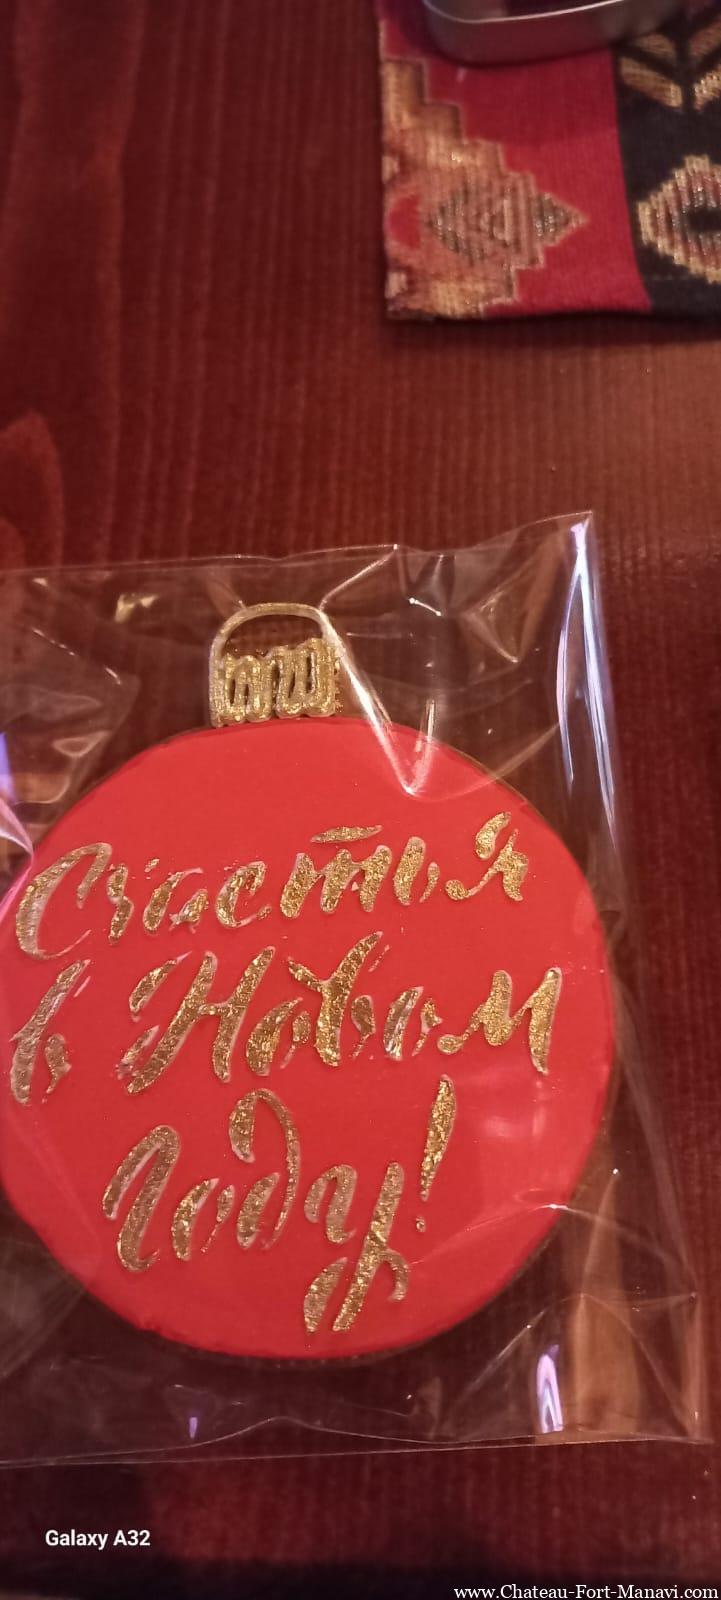 Счастья
в Новом
Году!
Galaxy A32
www.Chateau-Fort-Manavi.com